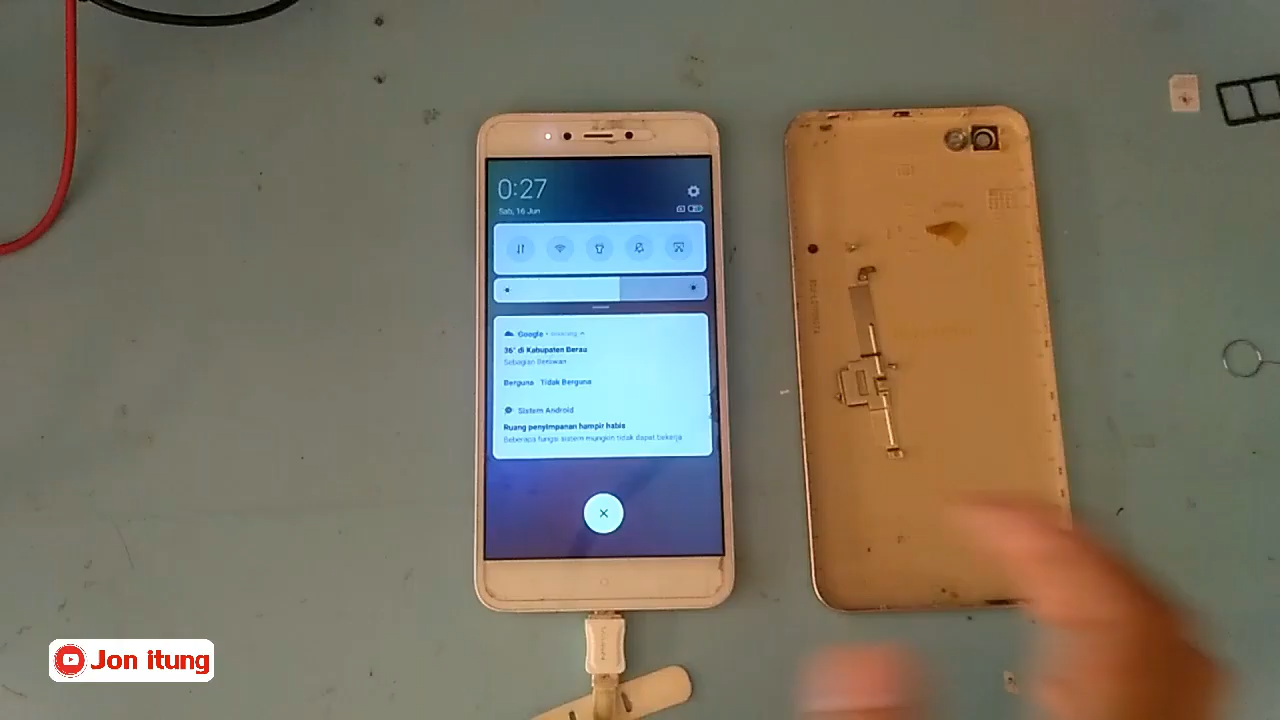 0:27
Sab, 16 Jun
Google • sekarang
36° di Kabupaten Berau
Sebagian Berawan
Berguna Tidak Berguna
Sistem Android
Ruang penyimpanan hampir habis
Beberapa fungsi sistem mungkin tidak dapat bekerja
Jon itung